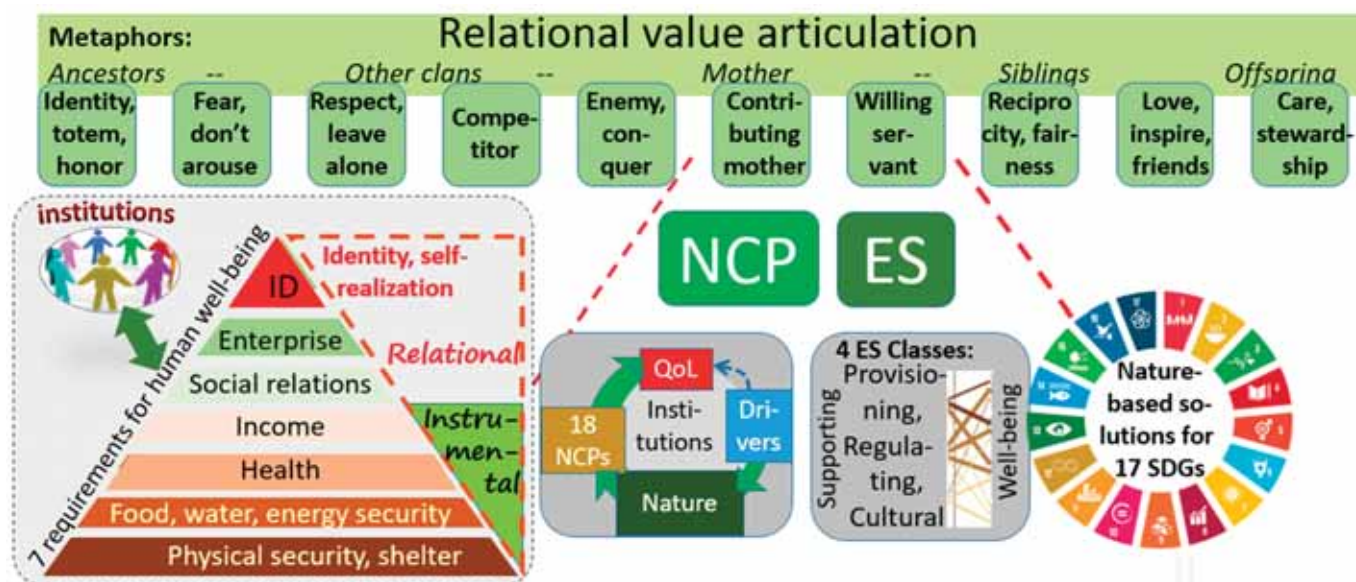 Relational value articulation
Metaphors:
Ancestors -- Other clans -- Mother -- Siblings Offspring
Identity,
totem,
honor
Fear,
don't
arouse
Respect,
leave
alone
Compe-
titor
Enemy,
con-
quer
Contri-
buting
mother
Willing
ser-
vant
Recipro
city, fair-
ness
Love,
inspire,
friends
Care,
steward-
ship
institutions
7 requirements for human well-being
ID
Enterprise
Social relations
Income
Health
Food, water, energy security
Physical security, shelter
Identity, self-
realization
Relational
Instru-
men-
tal
NCP
ES
QoL
18
NCPs
Insti-
tutions
Dri-
vers
Nature
4 ES Classes:
Supporting
Provisio-
ning,
Regula-
ting,
Cultural
Well-being
Nature-
based so-
lutions for
17 SDGs